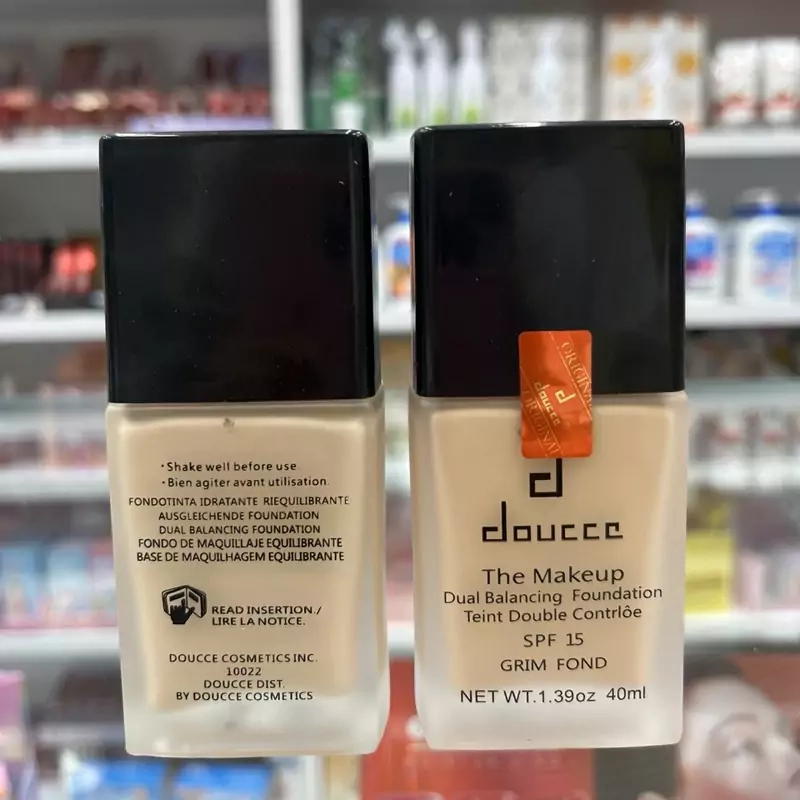 • Shake well before use
• Bien agiter avant utilisation.
FONDOTINTA IDRATANTE RIEQUILIBRANTE
AUSGLEICHENDE FOUNDATION
DUAL BALANCING FOUNDATION
FONDO DE MAQUILLAJE EQUILIBRANTE
BASE DE MAQUILHAGEM EQUILIBRANTE
READ INSERTION./
LIRE LA NOTICE.
DOUCCE COSMETICS INC.
10022
DOUCCE DIST.
BY DOUCCE COSMETICS
ORIGINAL
d
doucce
ORIGINAL
d
doucce
The Makeup
Dual Balancing Foundation
Teint Double Contrlôe
SPF 15
GRIM FOND
NET WT.1.39oz 40ml